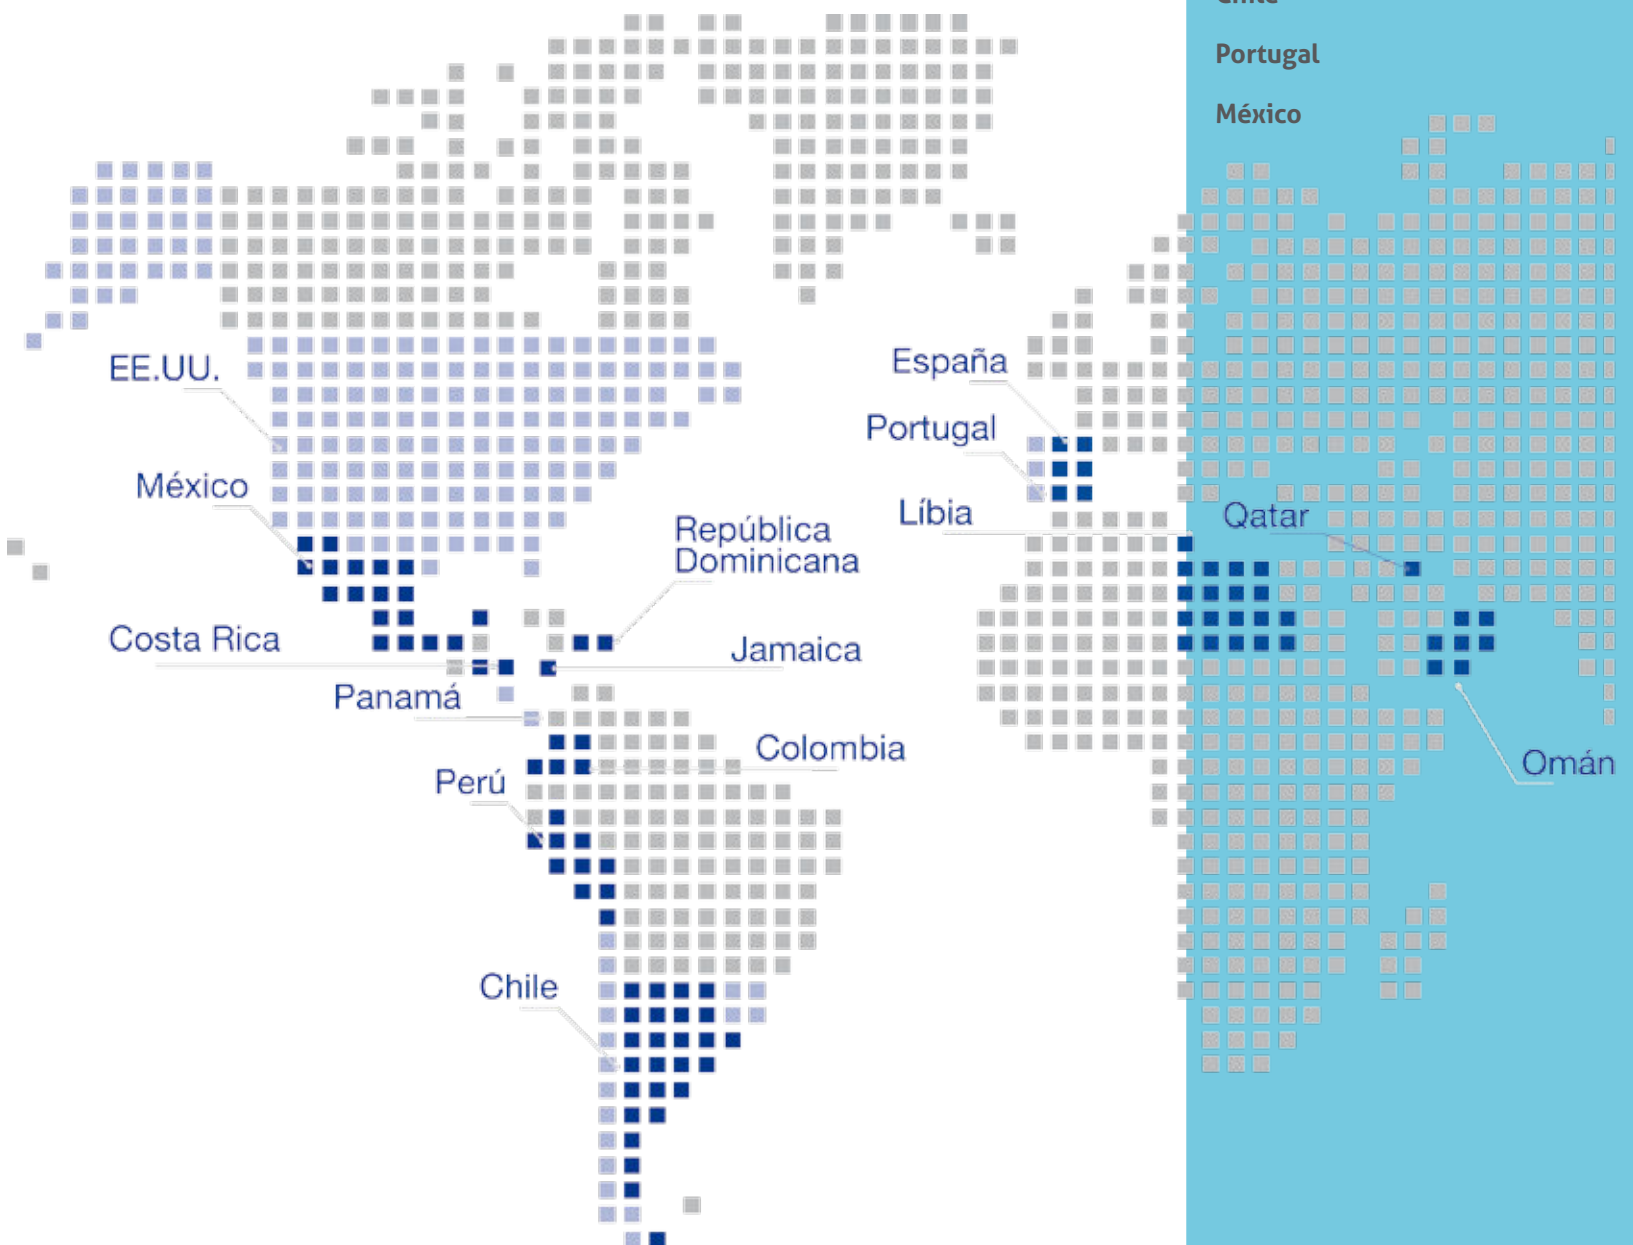 Portugal
México
EE.UU.
España
Portugal
México
Líbia
Qatar
República
Dominicana
Costa Rica
Jamaica
Panamá
Colombia
Perú
Omán
Chile